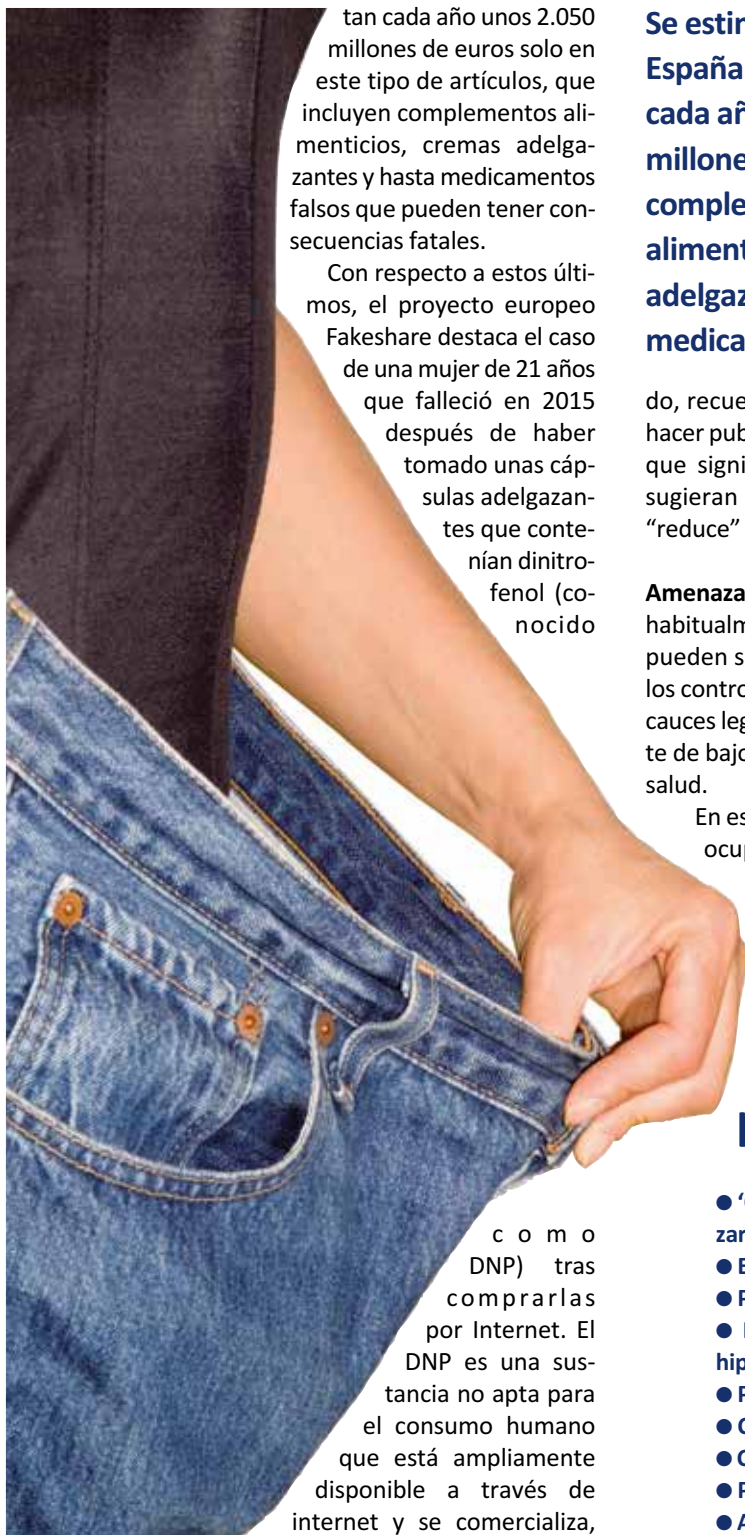 tan cada año unos 2.050
millones de euros solo en
este tipo de artículos, que
incluyen complementos ali-
menticios, cremas adelga-
zantes y hasta medicamentos
falsos que pueden tener con-
secuencias fatales.
Con respecto a estos últi-
mos, el proyecto europeo
Fakeshare destaca el caso
de una mujer de 21 años
que falleció en 2015
después de haber
tomado unas cáp-
sulas adelgazan-
tes que conte-
nían dinitro-
fenol (co-
nocido
como
DNP) tras
comprarlas
por Internet. El
DNP es una sus-
tancia no apta para
el consumo humano
que está ampliamente
disponible a través de
internet y se comercializa,
Se estin
España
cada añ
millone
comple
aliment
adelgaz
medica
do, recue
hacer pub
que signi
sugieran
“reduce”
Amenaza
habitualm
pueden s
los contro
cauces leg
te de bajo
salud.
En es
ocup
● ‘
zar
● E
● P
●
hip
● P
● C
● C
● P
● A